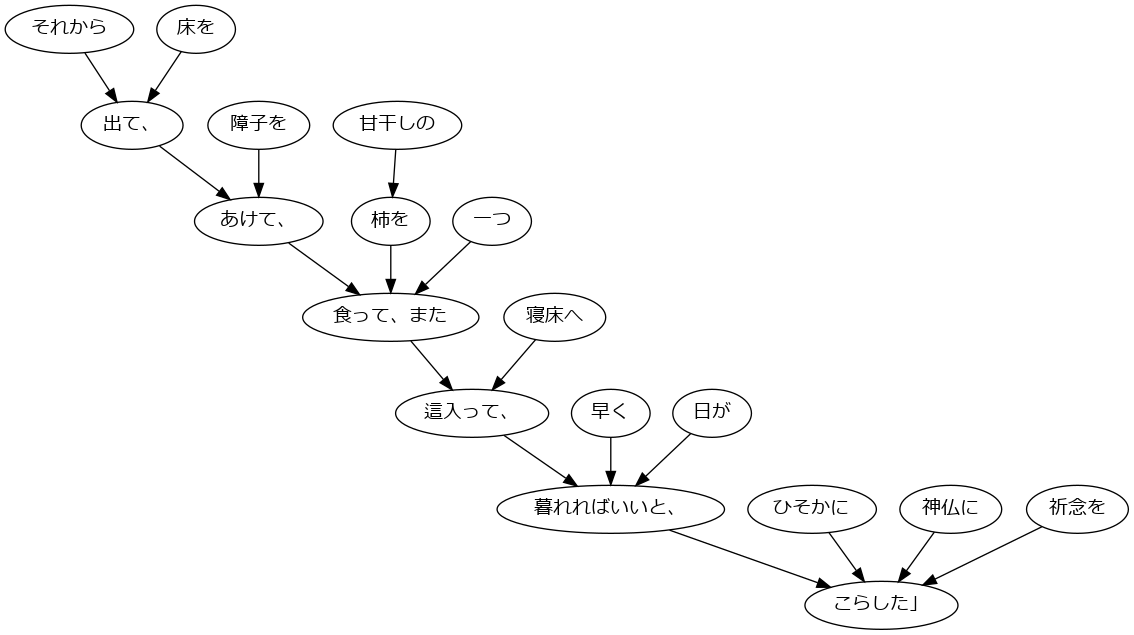 それから 床を
出て、 障子を 甘干しの
あけて、 柿を 一つ
食って、また 寝床へ
這入って、 早く 日が
暮れればいいと、 ひそかに 神仏に 祈念を
こらした」